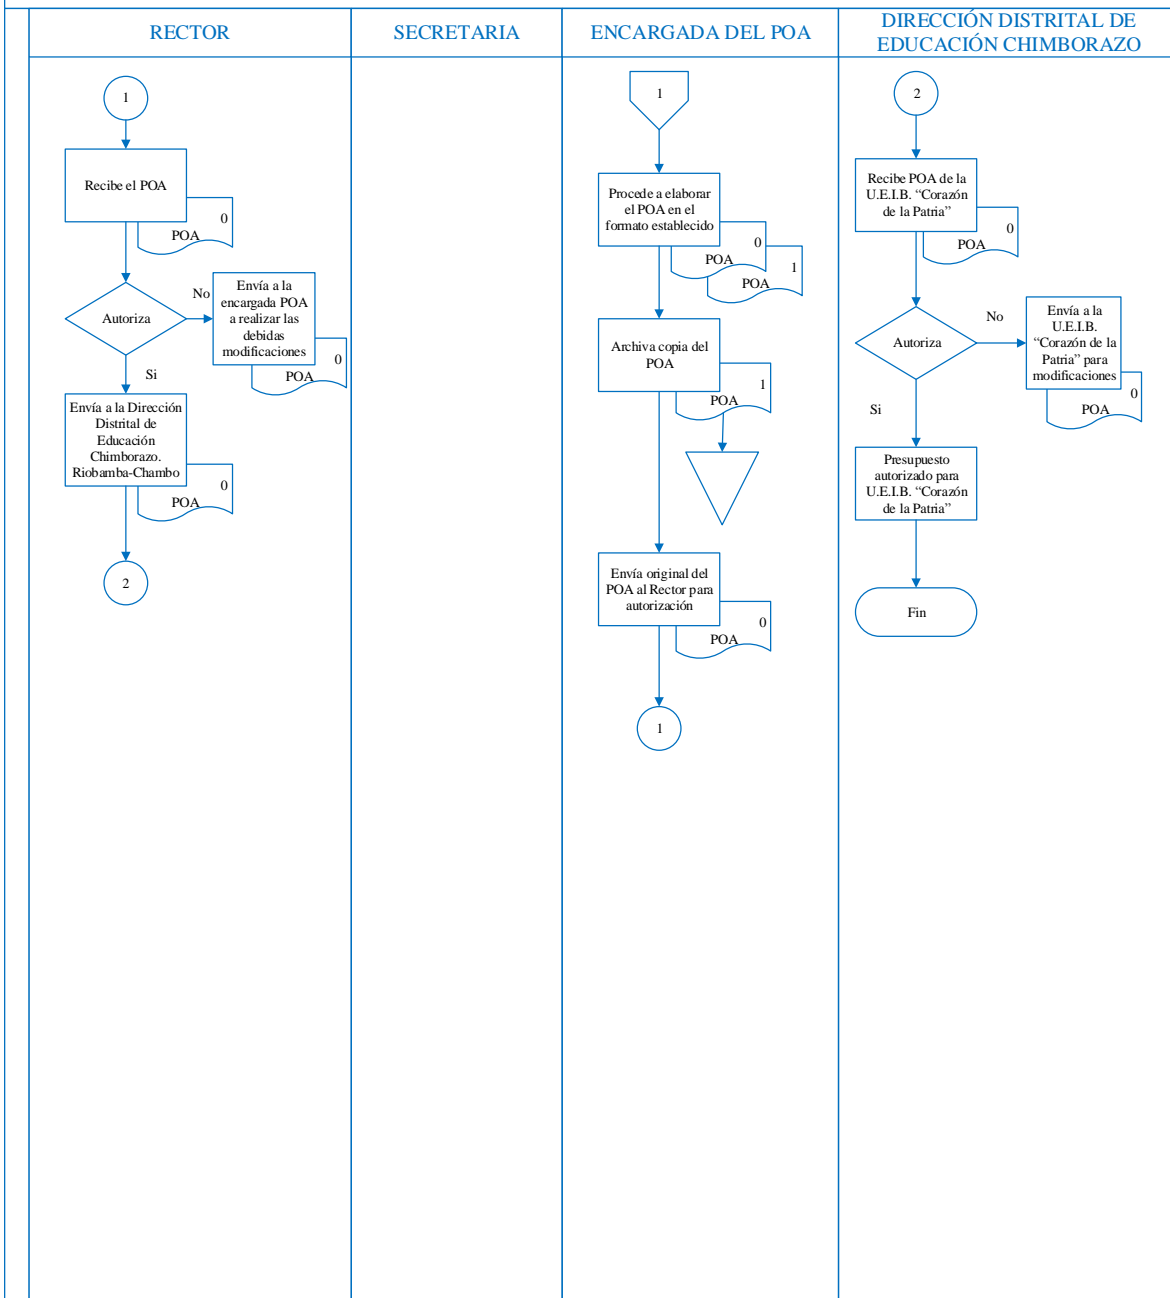 RECTOR
SECRETARIA
ENCARGADA DEL POA
DIRECCIÓN DISTRITAL DE
EDUCACIÓN CHIMBORAZO
1
Recibe el POA
0
POA
Autoriza
No
Envía a la
encargada POA
a realizar las
debidas
modificaciones
0
POA
Si
Envía a la Dirección
Distrital de
Educación
Chimborazo.
Riobamba-Chambo
0
POA
2
1
Procede a elaborar
el POA en el
formato establecido
0
POA
1
POA
Archiva copia del
POA
1
POA
Envía original del
POA al Rector para
autorización
0
POA
1
2
Recibe POA de la
U.E.I.B. “Corazón
de la Patria”
0
POA
Autoriza
No
Envía a la
U.E.I.B.
“Corazón de la
Patria” para
modificaciones
0
POA
Si
Presupuesto
autorizado para
U.E.I.B. “Corazón
de la Patria”
Fin